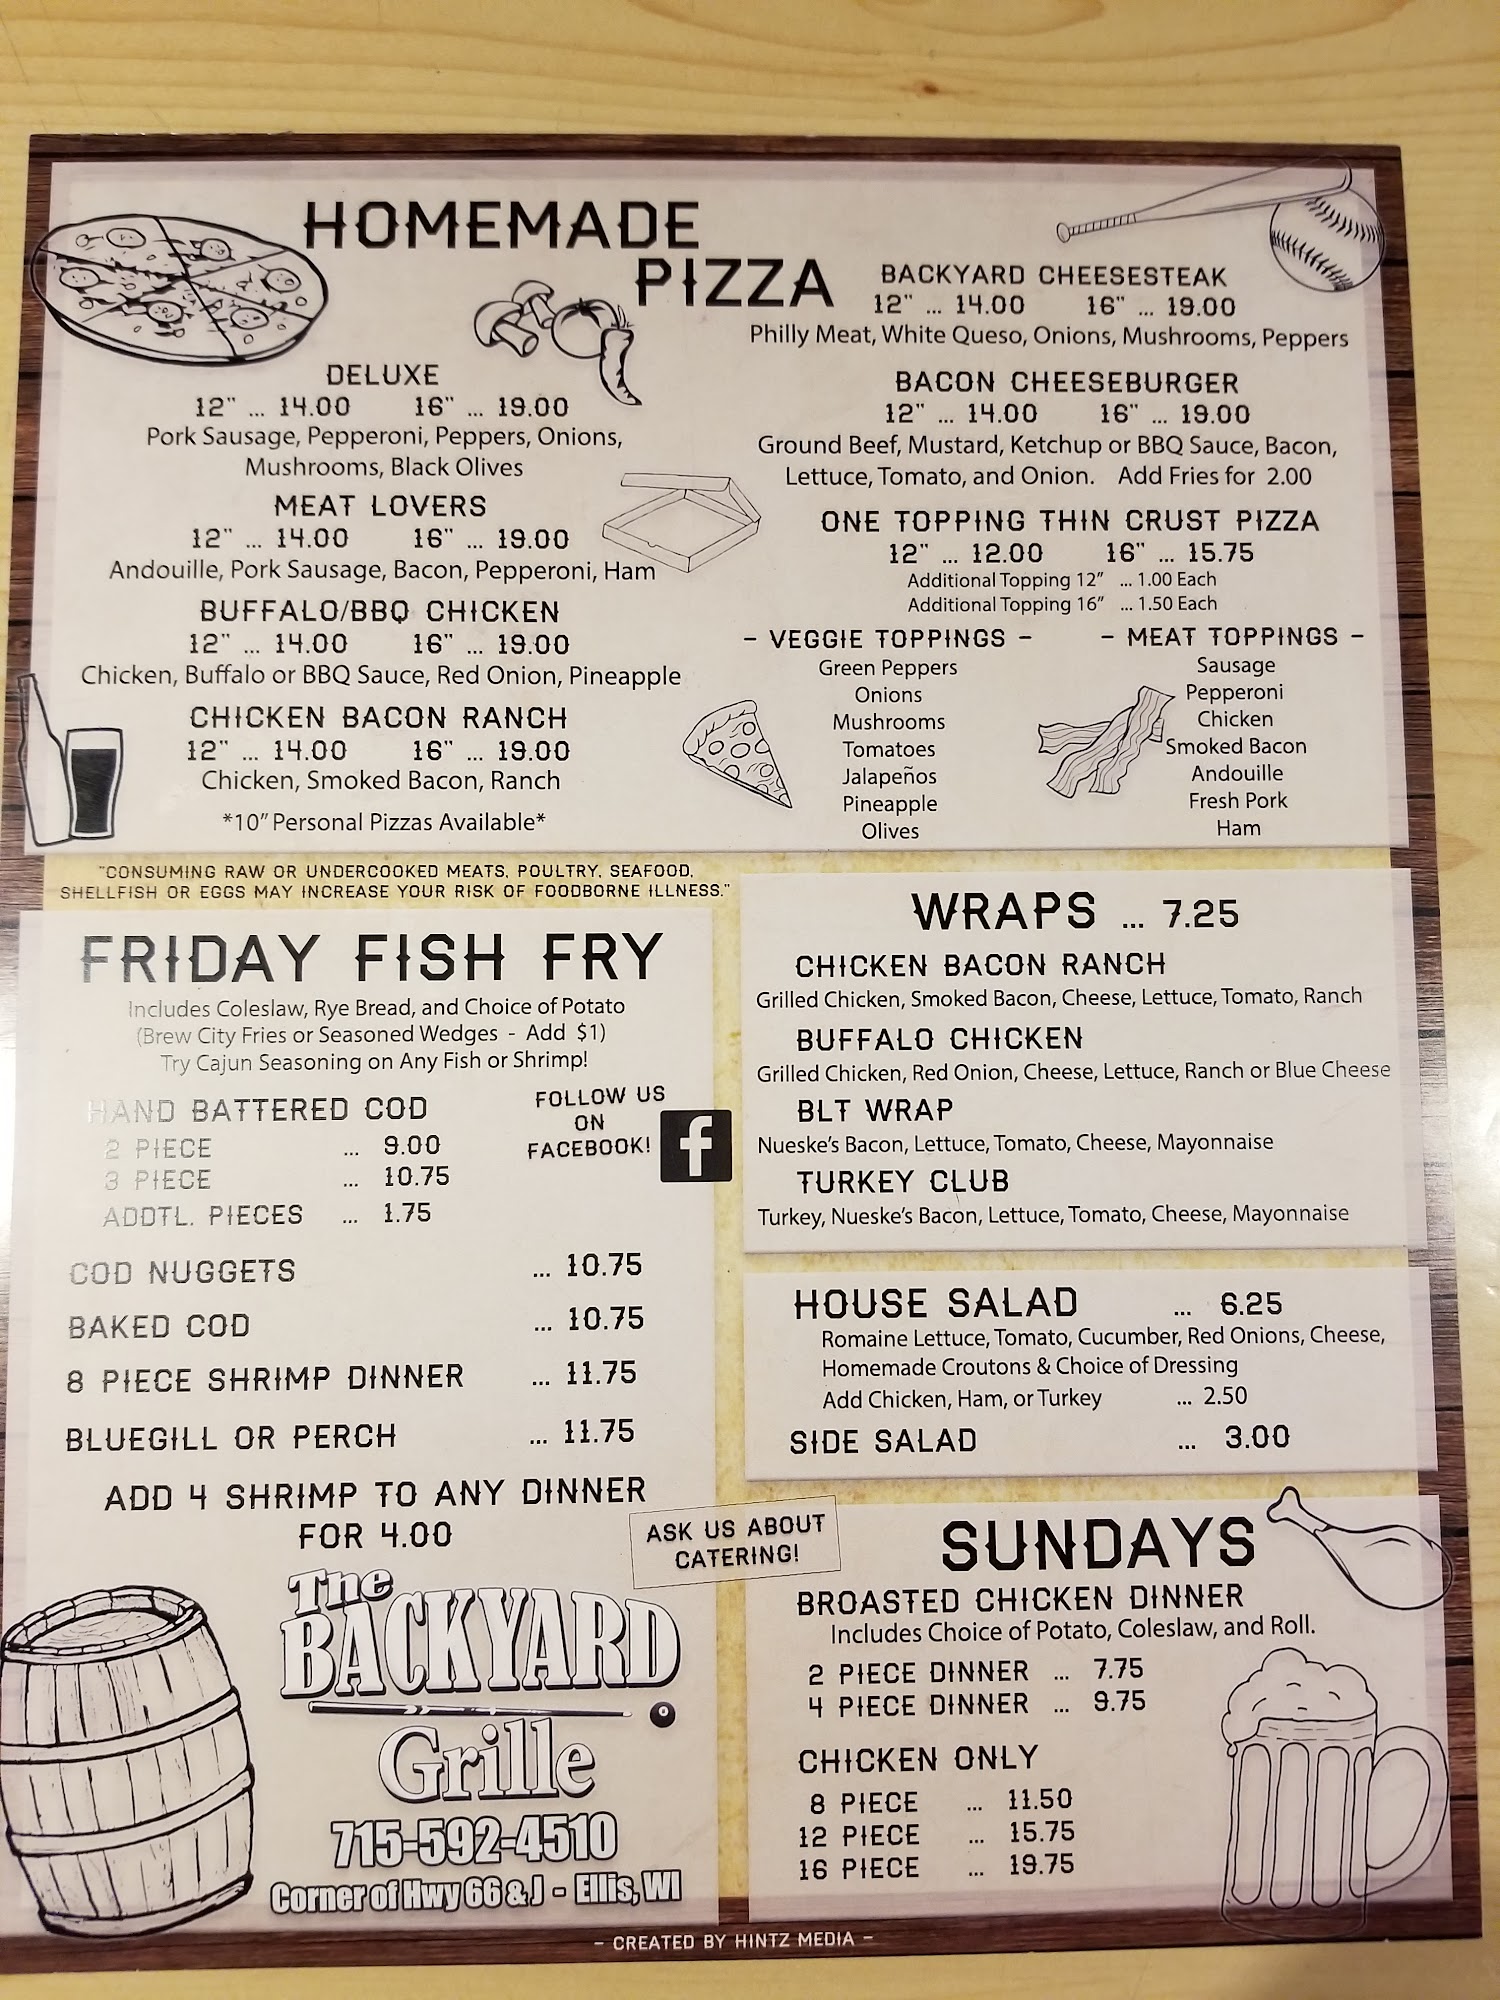 HOMEMADE
PIZZA
DELUXE
12" ... 14.00 16" ... 19.00
Pork Sausage, Pepperoni, Peppers, Onions,
Mushrooms, Black Olives
MEAT LOVERS
12" ... 14.00 16" ... 19.00
Andouille, Pork Sausage, Bacon, Pepperoni, Ham
BUFFALO/BBQ CHICKEN
12" ... 14.00 16" ... 19.00
Chicken, Buffalo or BBQ Sauce, Red Onion, Pineapple
CHICKEN BACON RANCH
12" ... 14.00 16" ... 19.00
Chicken, Smoked Bacon, Ranch
*10" Personal Pizzas Available*
BACKYARD CHEESESTEAK
12" ... 14.00 16" ... 19.00
Philly Meat, White Queso, Onions, Mushrooms, Peppers
BACON CHEESEBURGER
12" ... 14.00 16" ... 19.00
Ground Beef, Mustard, Ketchup or BBQ Sauce, Bacon,
Lettuce, Tomato, and Onion. Add Fries for 2.00
ONE TOPPING THIN CRUST PIZZA
12" ... 12.00 16" ... 15.75
Additional Topping 12" ... 1.00 Each
Additional Topping 16" ... 1.50 Each
- VEGGIE TOPPINGS -
Green Peppers
Onions
Mushrooms
Tomatoes
Jalapeños
Pineapple
Olives
- MEAT TOPPINGS -
Sausage
Pepperoni
Chicken
Smoked Bacon
Andouille
Fresh Pork
Ham
"CONSUMING RAW OR UNDERCOOKED MEATS, POULTRY, SEAFOOD,
SHELLFISH OR EGGS MAY INCREASE YOUR RISK OF FOODBORNE ILLNESS."
FRIDAY FISH FRY
Includes Coleslaw, Rye Bread, and Choice of Potato
(Brew City Fries or Seasoned Wedges - Add $1)
Try Cajun Seasoning on Any Fish or Shrimp!
HAND BATTERED COD
2 PIECE ... 9.00
3 PIECE ... 10.75
ADDTL. PIECES ... 1.75
FOLLOW US
ON
FACEBOOK!
f
COD NUGGETS ... 10.75
BAKED COD ... 10.75
8 PIECE SHRIMP DINNER ... 11.75
BLUEGILL OR PERCH ... 11.75
ADD 4 SHRIMP TO ANY DINNER
FOR 4.00
ASK US ABOUT
CATERING!
The
BACKYARD
Grille
715-592-4510
Corner of Hwy 66 & J - Ellis, WI
WRAPS ... 7.25
CHICKEN BACON RANCH
Grilled Chicken, Smoked Bacon, Cheese, Lettuce, Tomato, Ranch
BUFFALO CHICKEN
Grilled Chicken, Red Onion, Cheese, Lettuce, Ranch or Blue Cheese
BLT WRAP
Nueske's Bacon, Lettuce, Tomato, Cheese, Mayonnaise
TURKEY CLUB
Turkey, Nueske's Bacon, Lettuce, Tomato, Cheese, Mayonnaise
HOUSE SALAD ... 6.25
Romaine Lettuce, Tomato, Cucumber, Red Onions, Cheese,
Homemade Croutons & Choice of Dressing
Add Chicken, Ham, or Turkey ... 2.50
SIDE SALAD ... 3.00
SUNDAYS
BROASTED CHICKEN DINNER
Includes Choice of Potato, Coleslaw, and Roll.
2 PIECE DINNER ... 7.75
4 PIECE DINNER ... 9.75
CHICKEN ONLY
8 PIECE ... 11.50
12 PIECE ... 15.75
16 PIECE ... 19.75
- CREATED BY HINTZ MEDIA -